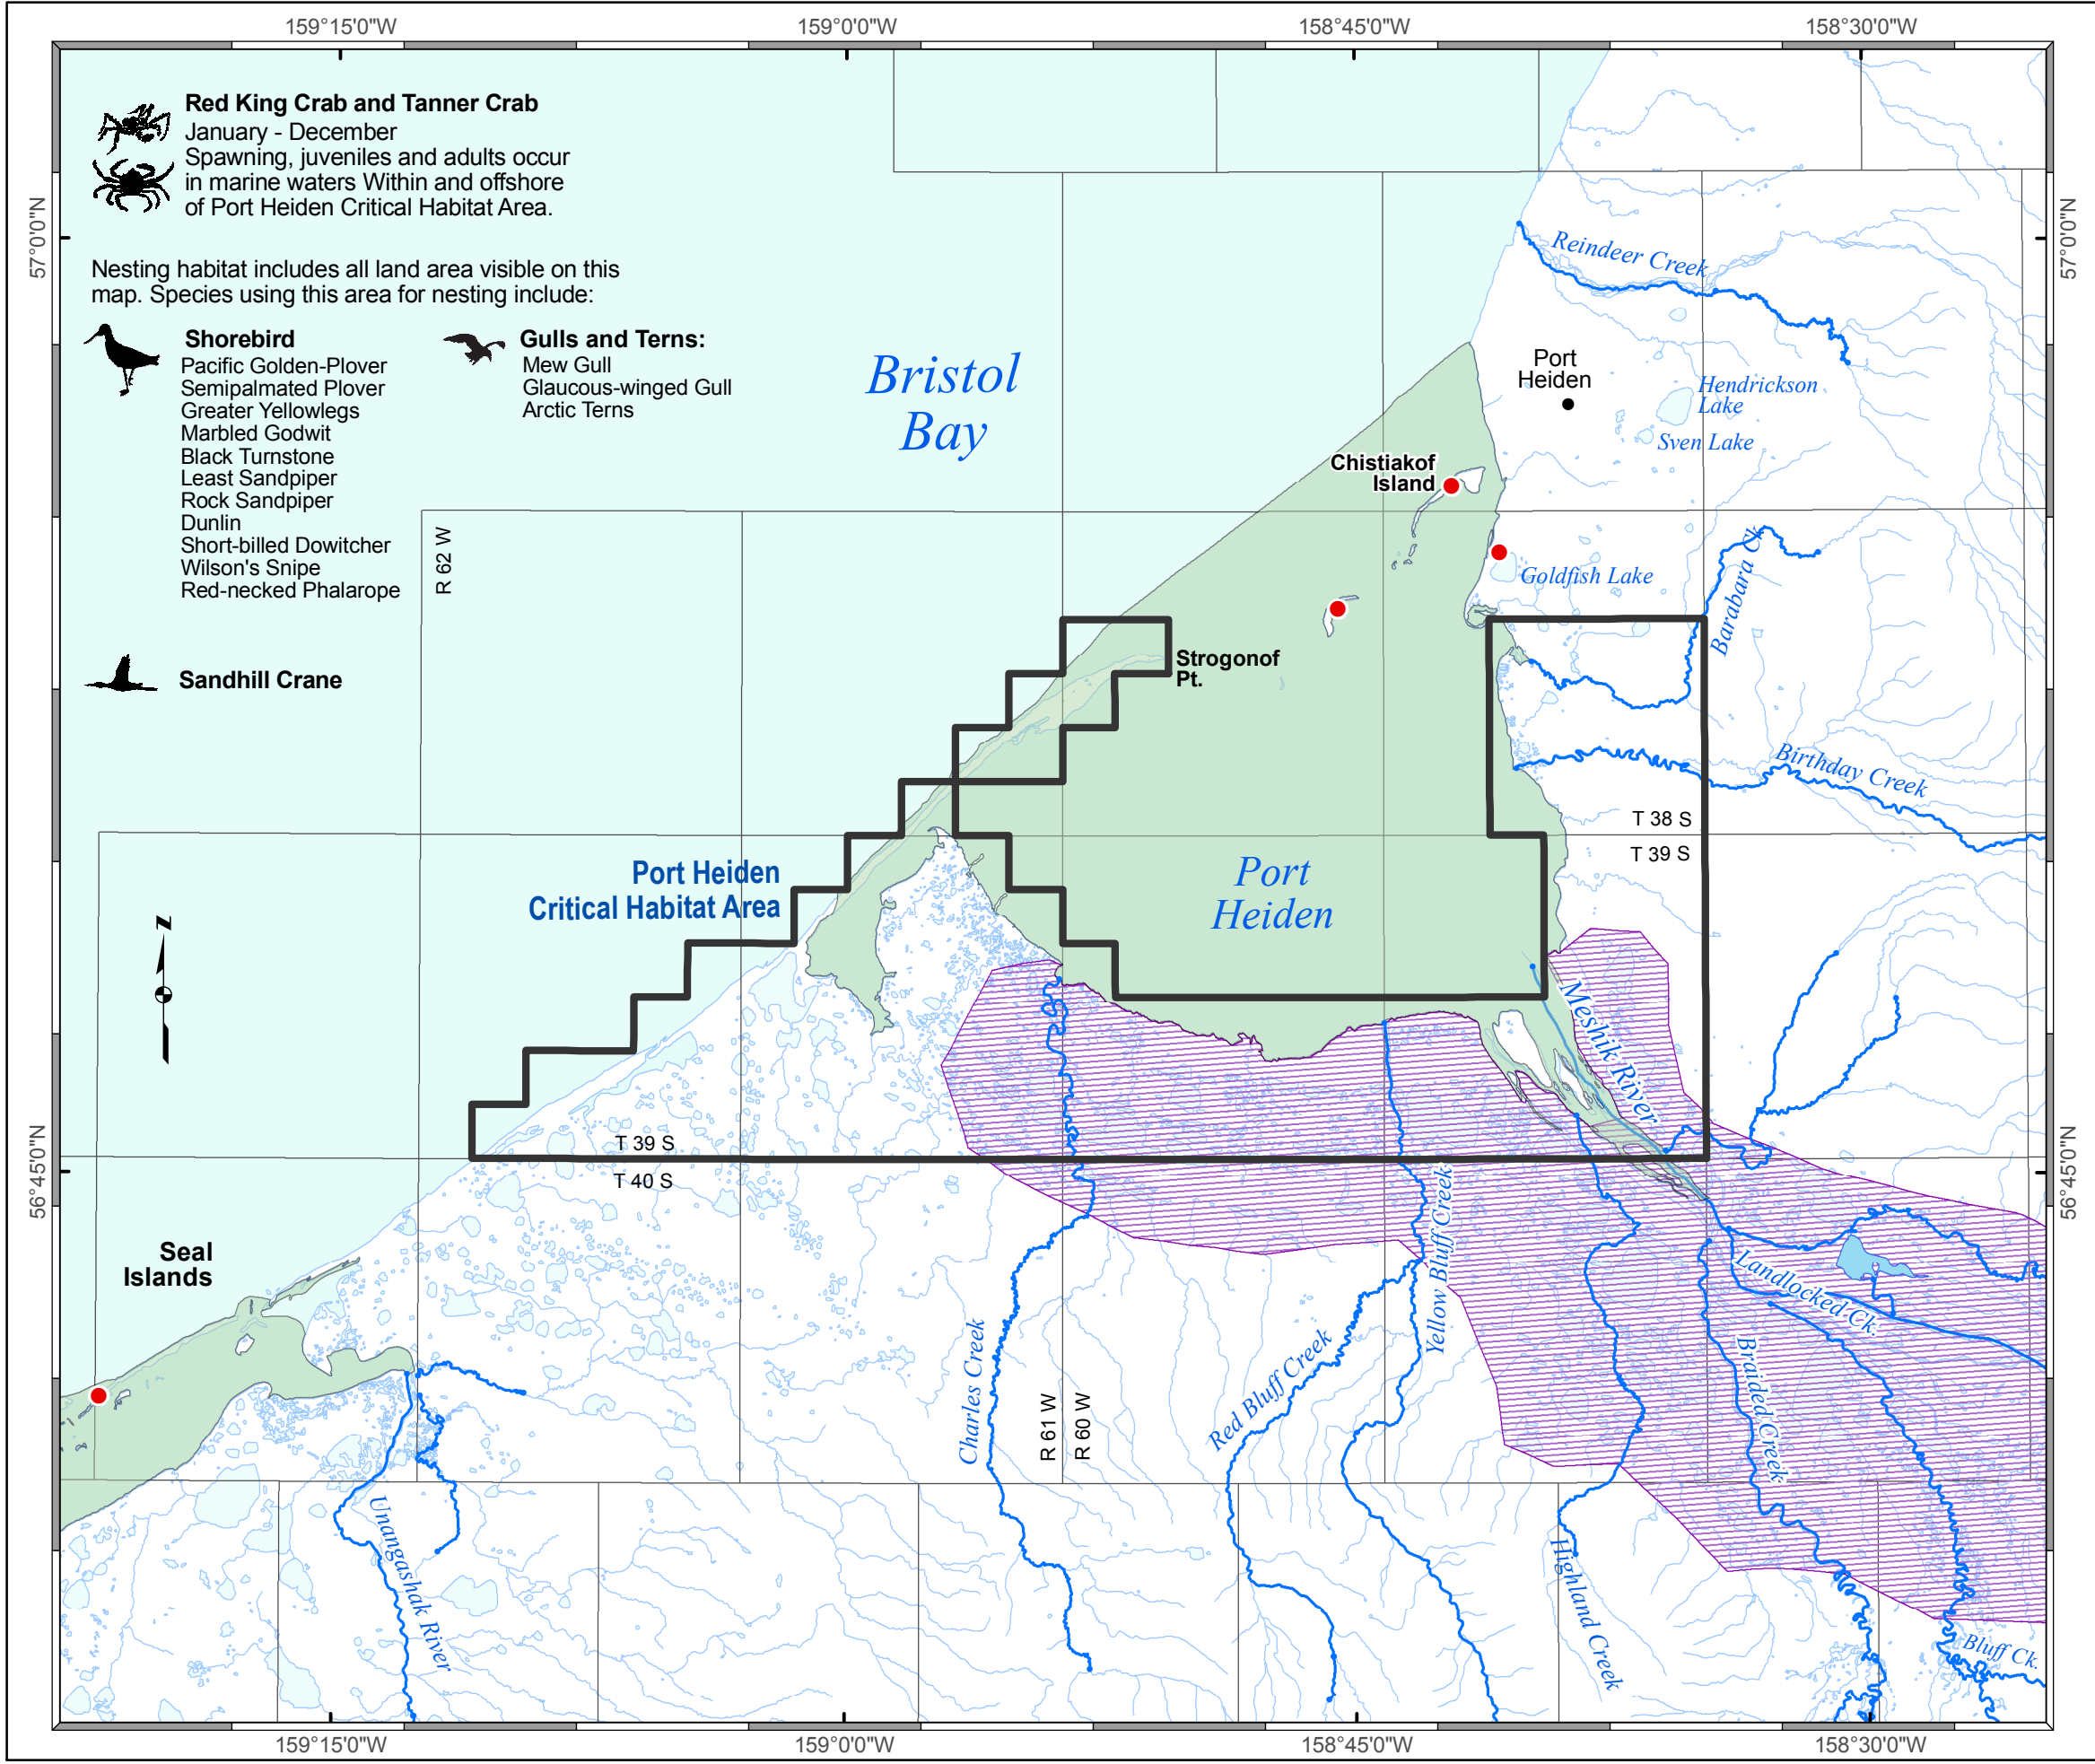 159°15'0"W
159°0'0"W
158°45'0"W
158°30'0"W
57°0'0"N
57°0'0"N
Red King Crab and Tanner Crab
January - December
Spawning, juveniles and adults occur
in marine waters Within and offshore
of Port Heiden Critical Habitat Area.
Nesting habitat includes all land area visible on this
map. Species using this area for nesting include:
Shorebird
Pacific Golden-Plover
Semipalmated Plover
Greater Yellowlegs
Marbled Godwit
Black Turnstone
Least Sandpiper
Rock Sandpiper
Dunlin
Short-billed Dowitcher
Wilson's Snipe
Red-necked Phalarope
Gulls and Terns:
Mew Gull
Glaucous-winged Gull
Arctic Terns
Sandhill Crane
Bristol
Bay
Reindeer Creek
Port
Heiden
Hendrickson
Lake
Sven Lake
Chistiakof
Island
R 62 W
Goldfish Lake
Barabara Ck.
Strogonof
Pt.
Birthday Creek
T 38 S
T 39 S
Port Heiden
Critical Habitat Area
Port
Heiden
N
Meshik River
T 39 S
T 40 S
56°45'0"N
56°45'0"N
Seal
Islands
Yellow Bluff Creek
Landlocked Ck.
Charles Creek
Red Bluff Creek
Braided Creek
R 61 W
R 60 W
Unangashak River
Highland Creek
Bluff Ck.
159°15'0"W
159°0'0"W
158°45'0"W
158°30'0"W